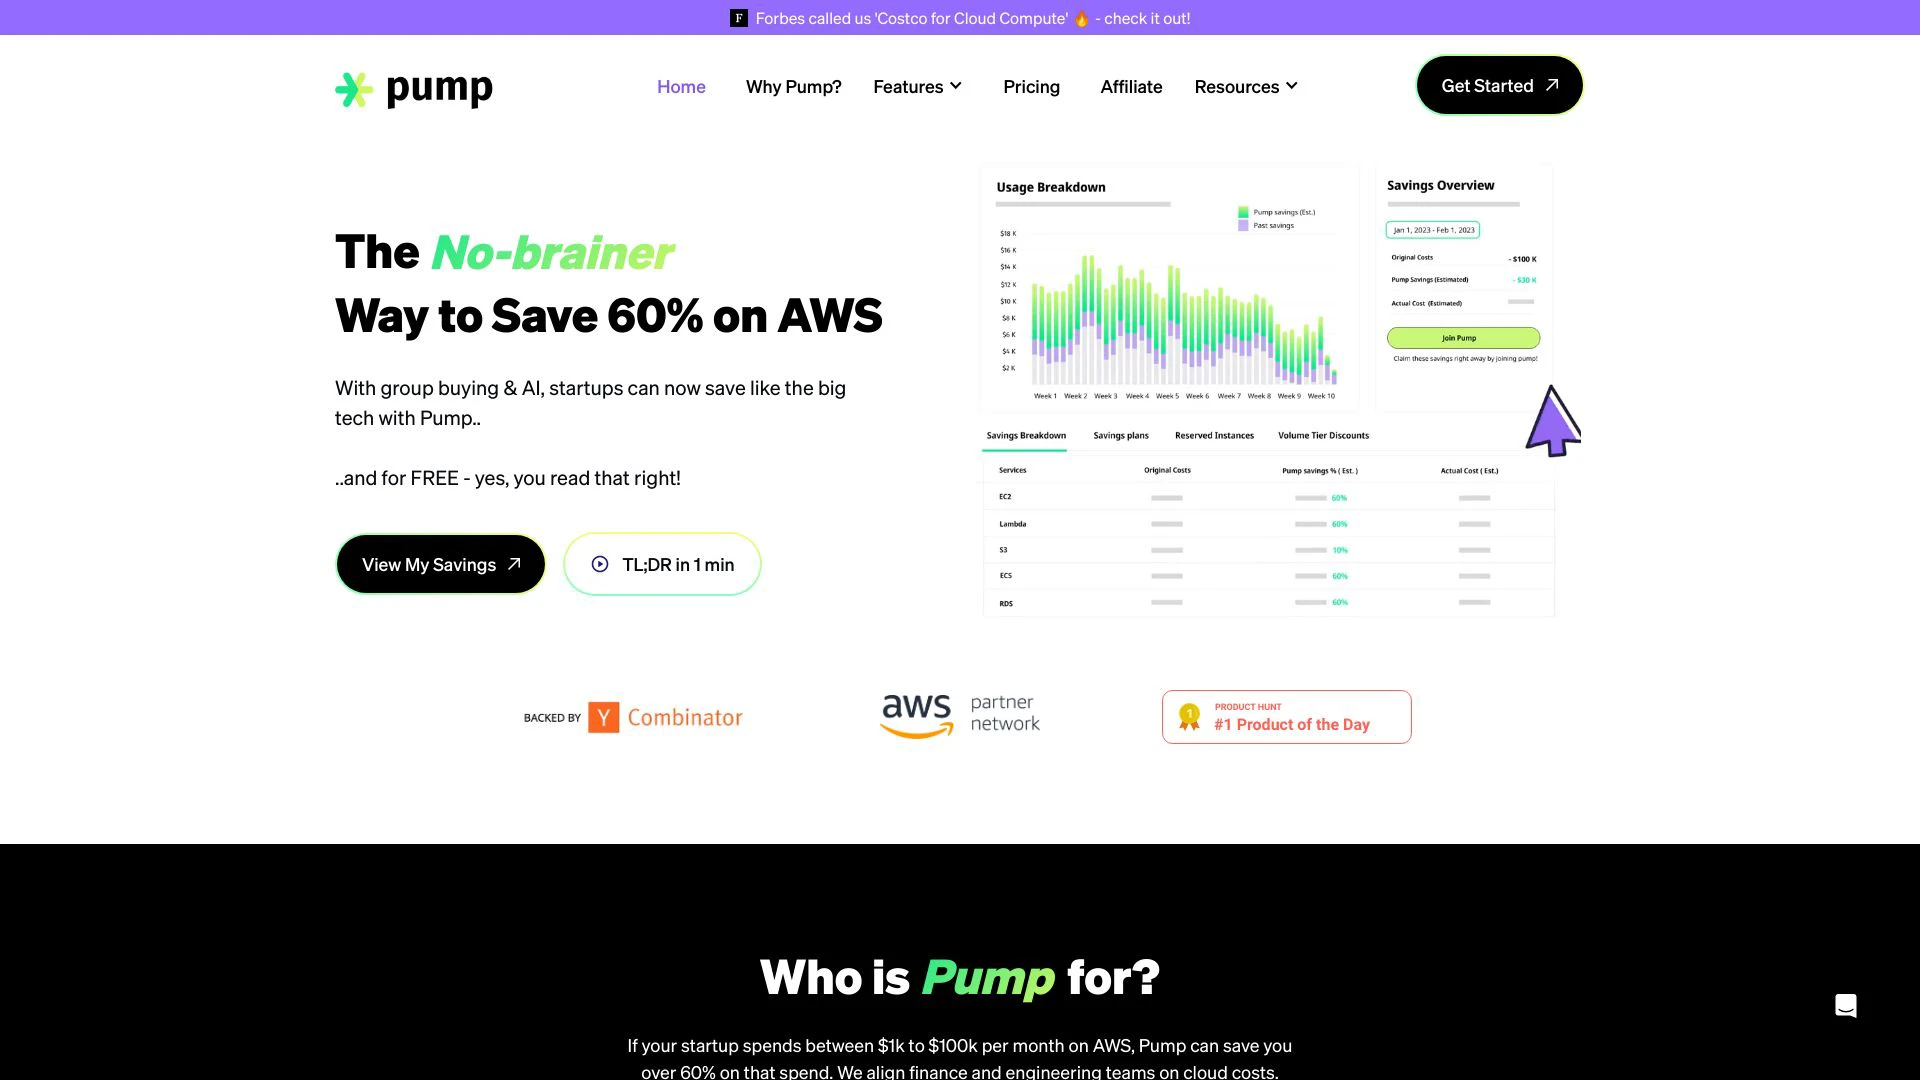 F Forbes called us 'Costco for Cloud Compute' 🔥 - check it out!
pump
Home
Why Pump?
Features
Pricing
Affiliate
Resources
Get Started
The No-brainer
Way to Save 60% on AWS
With group buying & AI, startups can now save like the big
tech with Pump..
..and for FREE - yes, you read that right!
View My Savings
TL;DR in 1 min
Usage Breakdown
Pump savings (Est.)
Past savings
$18 K
$16 K
$14 K
$12 K
$10 K
$8 K
$6 K
$4 K
$2 K
Week 1 Week 2 Week 3 Week 4 Week 5 Week 6 Week 7 Week 8 Week 9 Week 10
Savings Overview
Jan 1, 2023 - Feb 1, 2023
Original Costs - $100 K
Pump Savings (Estimated) - $30 K
Actual Cost (Estimated)
Join Pump
Claim these savings right away by joining pump!
Savings Breakdown Savings plans Reserved Instances Volume Tier Discounts
Services Original Costs Pump savings % ( Est. ) Actual Cost ( Est.)
EC2 60%
Lambda 60%
S3 10%
ECS 60%
RDS 60%
BACKED BY Y Combinator
aws partner
network
1
PRODUCT HUNT
#1 Product of the Day
Who is Pump for?
If your startup spends between $1k to $100k per month on AWS, Pump can save you
over 60% on that spend. We align finance and engineering teams on cloud costs.